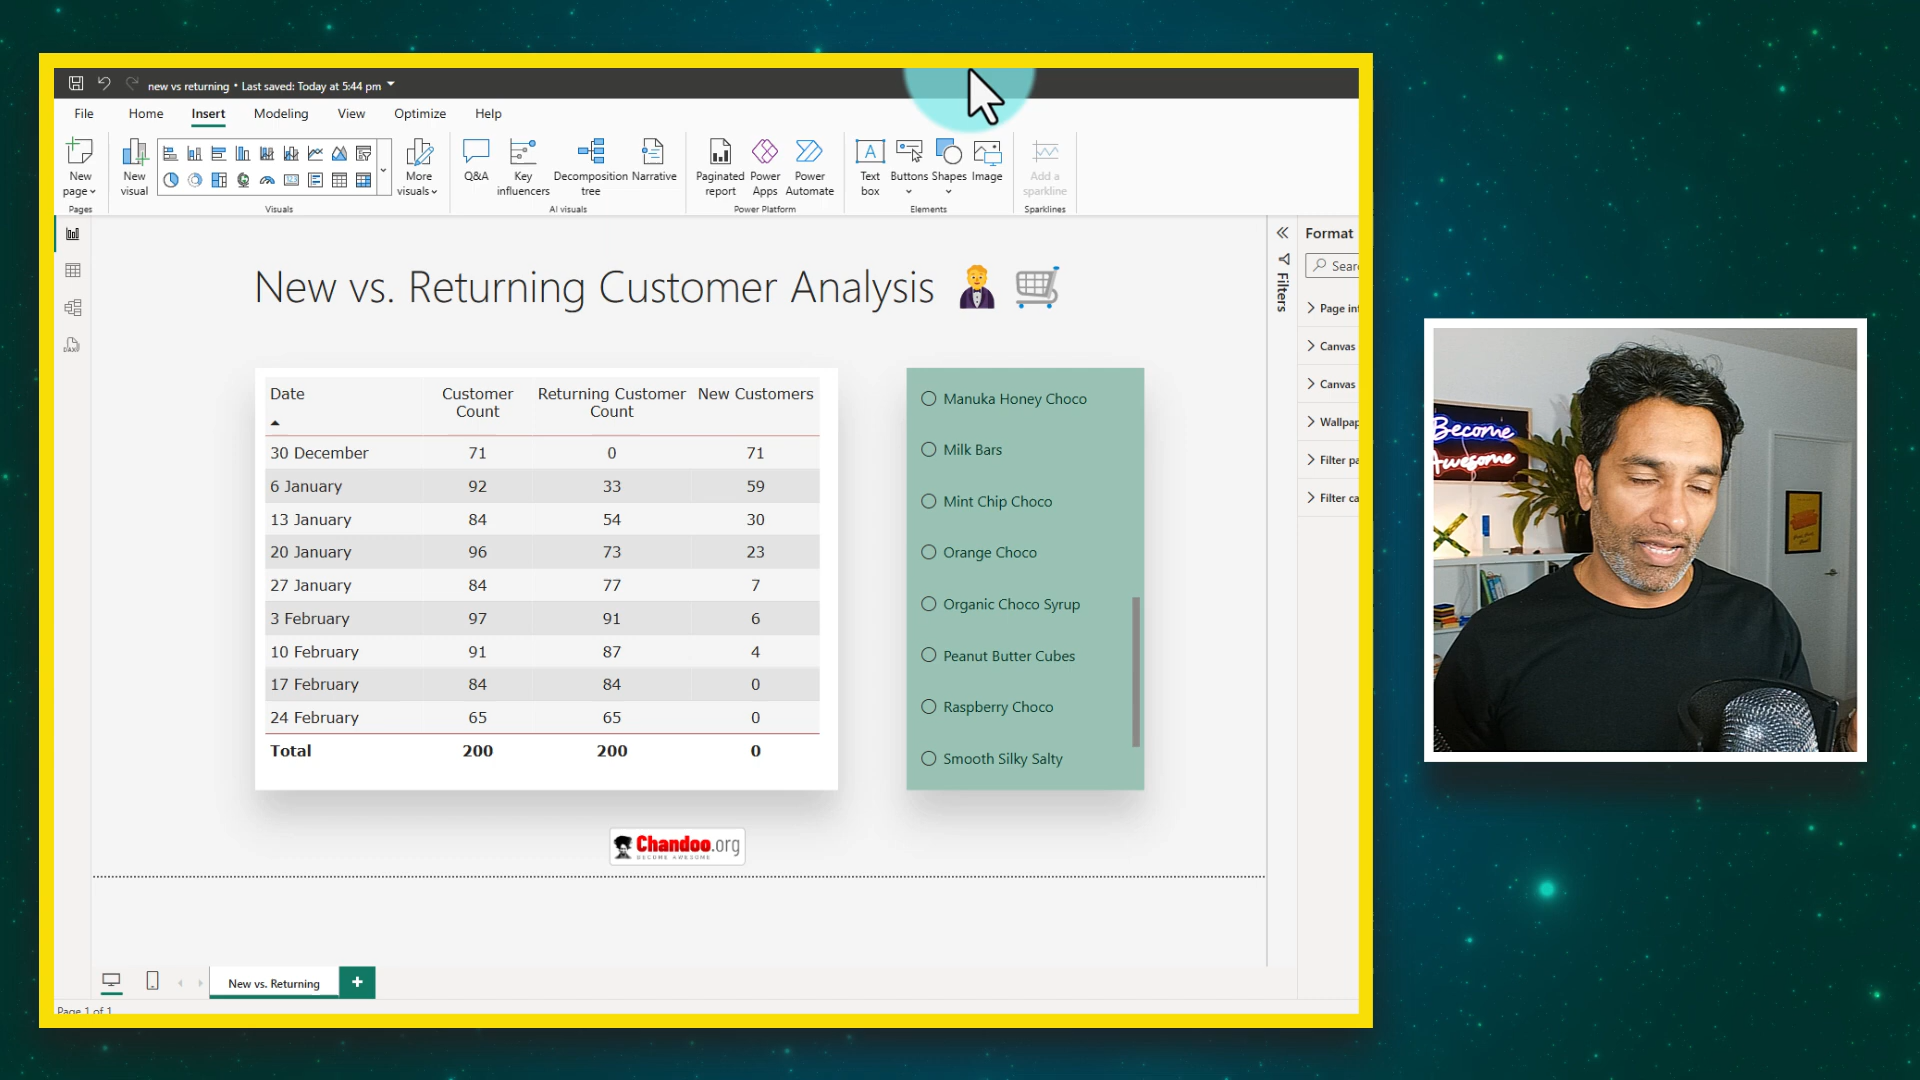 new vs returning • Last saved: Today at 5:44 pm
File Home Insert Modeling View Optimize Help
New page
New visual
More visuals
Q&A
Key influencers
Decomposition tree
Narrative
Paginated report
Power Apps
Power Automate
Text box
Buttons
Shapes
Image
Add a sparkline
Pages
Visuals
AI visuals
Power Platform
Elements
Sparklines
New vs. Returning Customer Analysis
Date Customer Count Returning Customer Count New Customers
30 December 71 0 71
6 January 92 33 59
13 January 84 54 30
20 January 96 73 23
27 January 84 77 7
3 February 97 91 6
10 February 91 87 4
17 February 84 84 0
24 February 65 65 0
Total 200 200 0
Manuka Honey Choco
Milk Bars
Mint Chip Choco
Orange Choco
Organic Choco Syrup
Peanut Butter Cubes
Raspberry Choco
Smooth Silky Salty
Chandoo.org
BECOME AWESOME
Filters
Format
Sear
Page in
Canvas
Canvas
Wallpap
Filter pa
Filter ca
New vs. Returning
Page 1 of 1
DAX
Become
Awesome